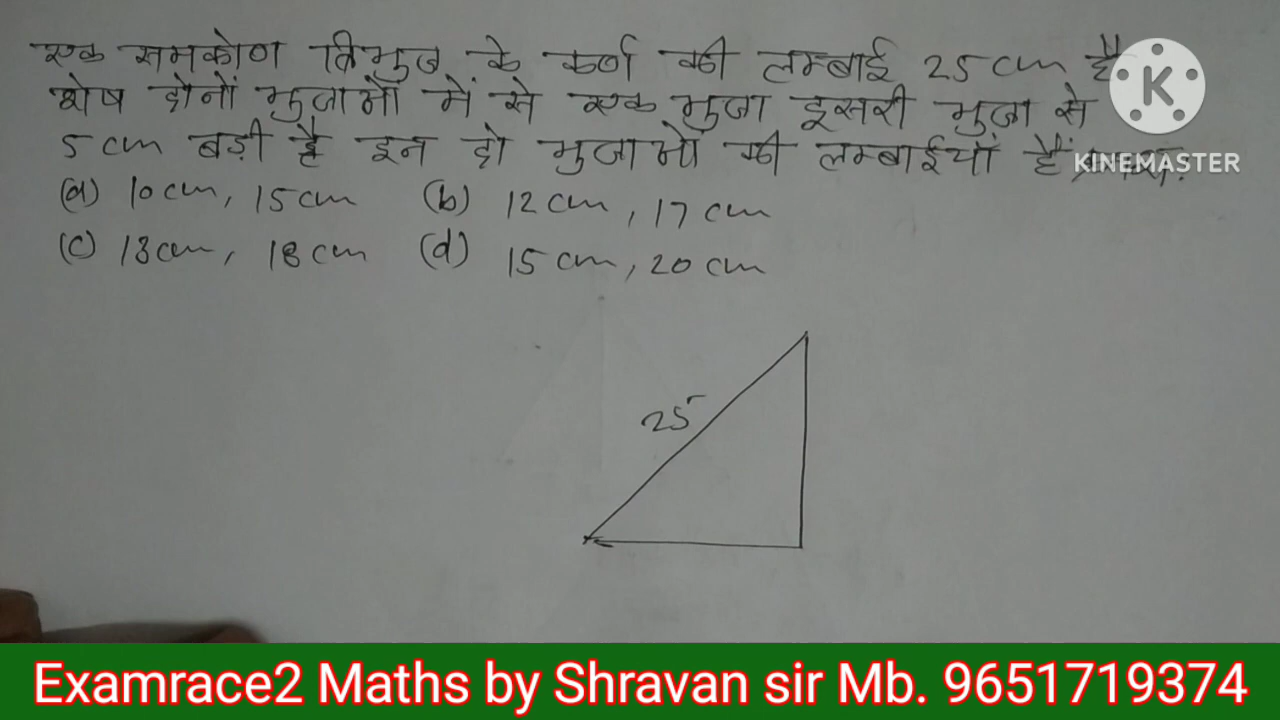 एक समकोण त्रिभुज के कर्ण की लम्बाई 25 cm है
शेष दोनों भुजाओं में से एक भुजा दूसरी भुजा से
5 cm बड़ी है इन दो भुजाओ की लम्बाईयाँ हैं
K
KINEMASTER
(a) 10 cm, 15 cm (b) 12 cm, 17 cm
(c) 13 cm, 18 cm (d) 15 cm, 20 cm
25
Examrace2 Maths by Shravan sir Mb. 9651719374